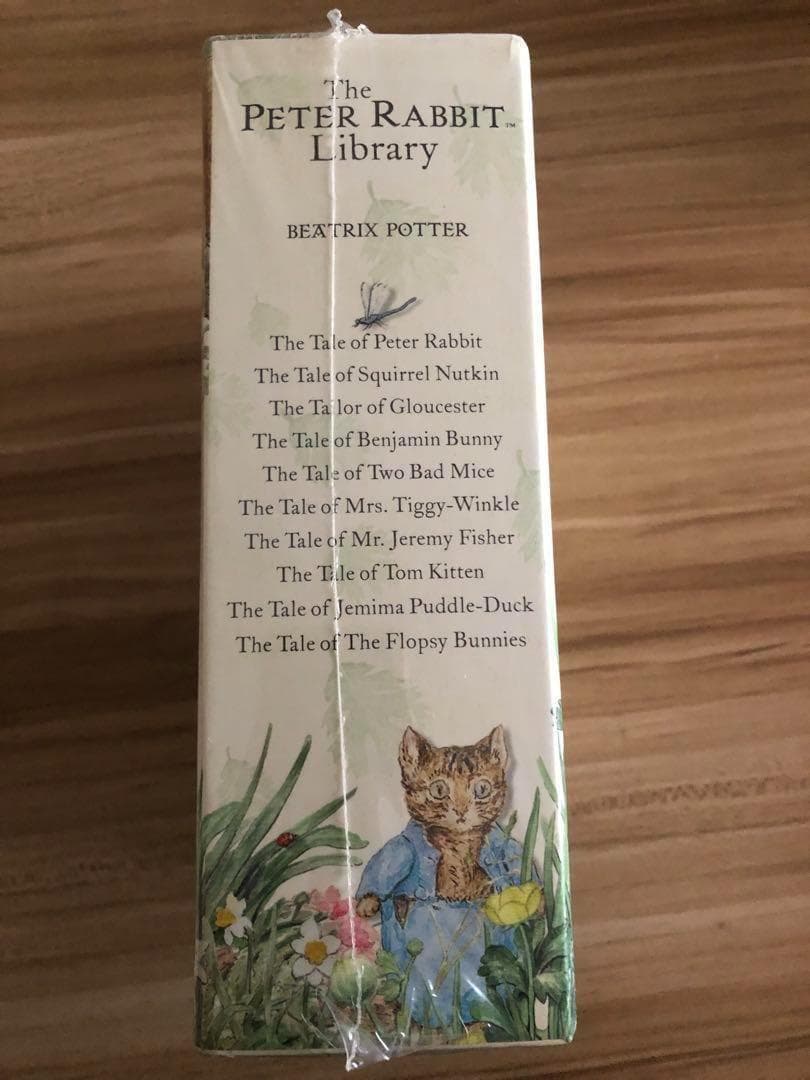 The
PETER RABBIT™
Library
BEATRIX POTTER
The Tale of Peter Rabbit
The Tale of Squirrel Nutkin
The Tailor of Gloucester
The Tale of Benjamin Bunny
The Tale of Two Bad Mice
The Tale of Mrs. Tiggy-Winkle
The Tale of Mr. Jeremy Fisher
The Tale of Tom Kitten
The Tale of Jemima Puddle-Duck
The Tale of The Flopsy Bunnies